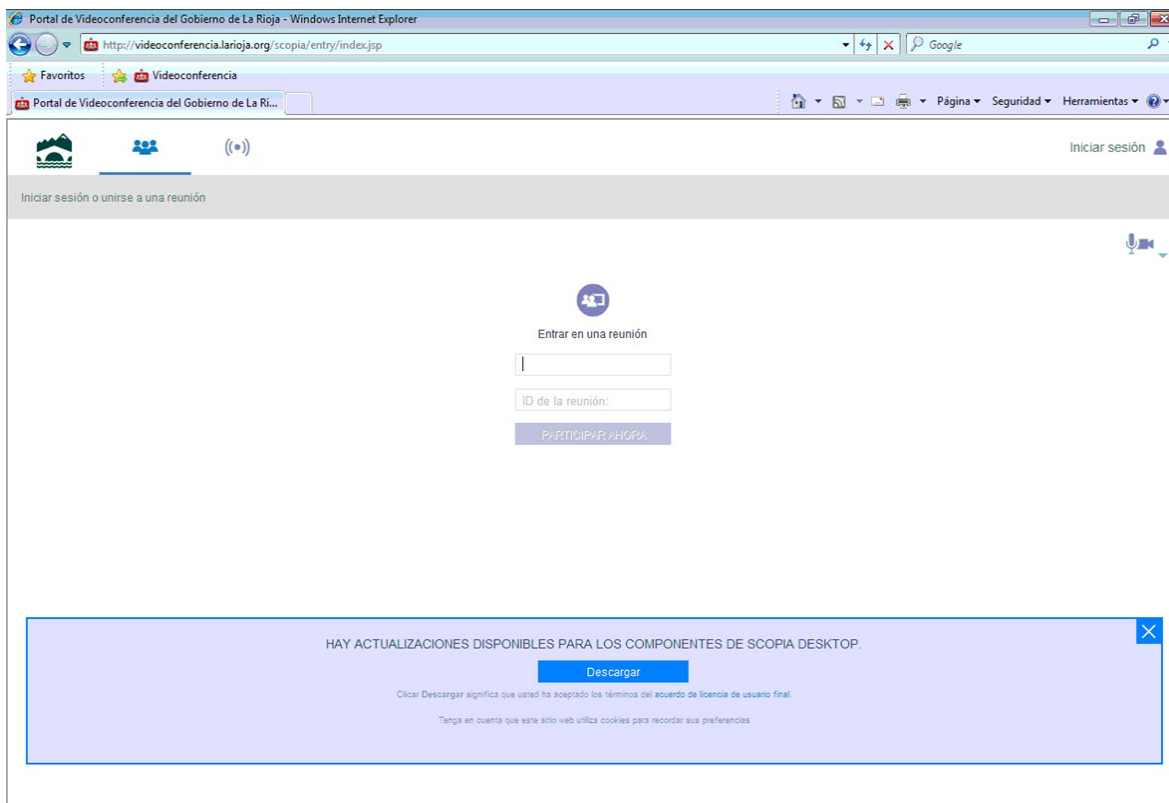 Portal de Videoconferencia del Gobierno de La Rioja - Windows Internet Explorer
http://videoconferencia.larioja.org/scopia/entry/index.jsp
Google
Favoritos
Videoconferencia
Portal de Videoconferencia del Gobierno de La Ri...
Página
Seguridad
Herramientas
Iniciar sesión
Iniciar sesión o unirse a una reunión
Entrar en una reunión
ID de la reunión:
PARTICIPAR AHORA
HAY ACTUALIZACIONES DISPONIBLES PARA LOS COMPONENTES DE SCOPIA DESKTOP.
Descargar
Clicar Descargar significa que usted ha aceptado los términos del acuerdo de licencia de usuario final.
Tenga en cuenta que este sitio web utiliza cookies para recordar sus preferencias